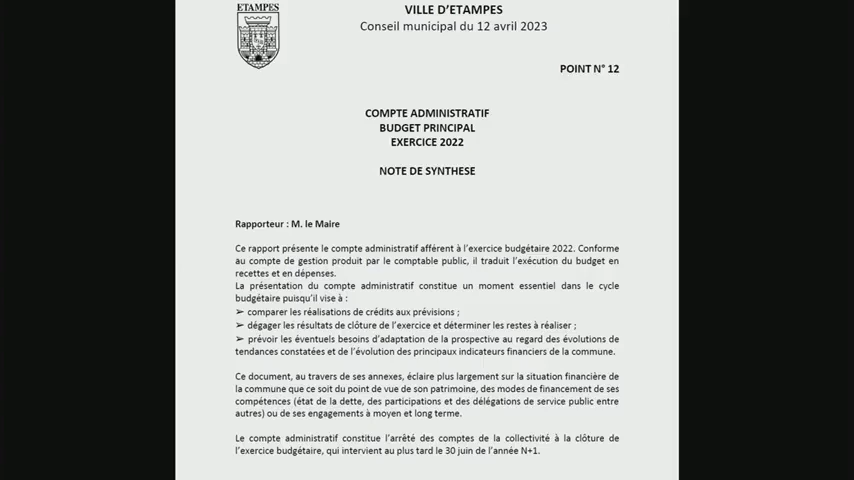 ETAMPES
VILLE D'ETAMPES
Conseil municipal du 12 avril 2023
POINT N° 12
COMPTE ADMINISTRATIF
BUDGET PRINCIPAL
EXERCICE 2022
NOTE DE SYNTHESE
Rapporteur : M. le Maire
Ce rapport présente le compte administratif afférent à l'exercice budgétaire 2022. Conforme
au compte de gestion produit par le comptable public, il traduit l'exécution du budget en
recettes et en dépenses.
La présentation du compte administratif constitue un moment essentiel dans le cycle
budgétaire puisqu'il vise à :
➢ comparer les réalisations de crédits aux prévisions ;
➢ dégager les résultats de clôture de l'exercice et déterminer les restes à réaliser ;
➢ prévoir les éventuels besoins d'adaptation de la prospective au regard des évolutions de
tendances constatées et de l'évolution des principaux indicateurs financiers de la commune.
Ce document, au travers de ses annexes, éclaire plus largement sur la situation financière de
la commune que ce soit du point de vue de son patrimoine, des modes de financement de ses
compétences (état de la dette, des participations et des délégations de service public entre
autres) ou de ses engagements à moyen et long terme.
Le compte administratif constitue l'arrêté des comptes de la collectivité à la clôture de
l'exercice budgétaire, qui intervient au plus tard le 30 juin de l'année N+1.